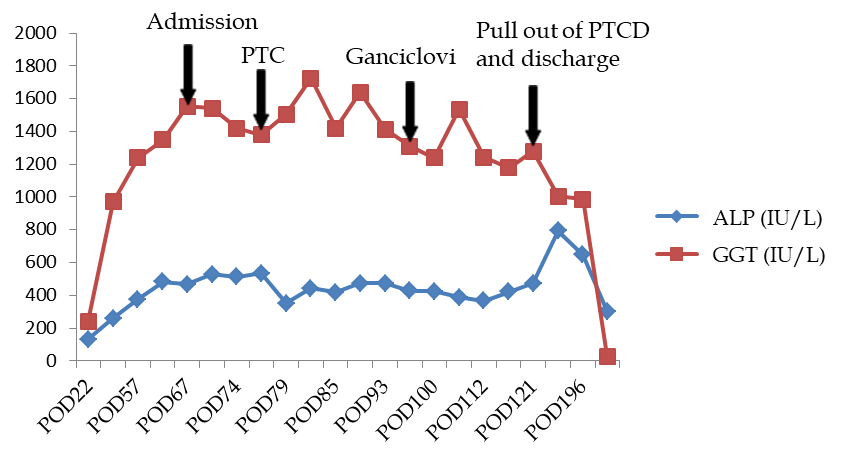 Admission
PTC
Ganciclovi
Pull out of PTCD
and discharge
2000
1800
1600
1400
1200
1000
800
600
400
200
0
POD22
POD57
POD67
POD74
POD79
POD85
POD93
POD100
POD112
POD121
POD196
ALP (IU/L)
GGT (IU/L)